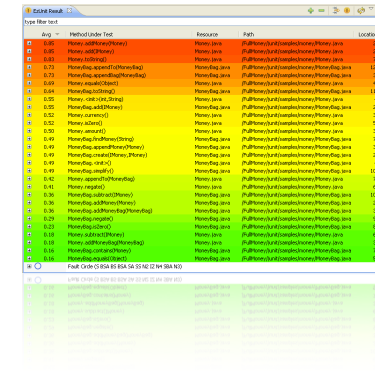 EzUnit Result
type filter text
Avg Method Under Test Resource Path Locatio
0.85 Money.addMoney(Money) Money.java /FullMoney/junit/samples/money/Money.java
0.85 Money.add(IMoney) Money.java /FullMoney/junit/samples/money/Money.java
0.83 Money.toString() Money.java /FullMoney/junit/samples/money/Money.java
0.73 MoneyBag.appendTo(MoneyBag) MoneyBag.java /FullMoney/junit/samples/money/MoneyBag.java
0.73 MoneyBag.appendBag(MoneyBag) MoneyBag.java /FullMoney/junit/samples/money/MoneyBag.java
0.69 Money.equals(Object) Money.java /FullMoney/junit/samples/money/Money.java
0.64 MoneyBag.toString() MoneyBag.java /FullMoney/junit/samples/money/MoneyBag.java
0.55 Money.<init>(int,String) Money.java /FullMoney/junit/samples/money/Money.java
0.55 MoneyBag.add(IMoney) MoneyBag.java /FullMoney/junit/samples/money/MoneyBag.java
0.52 Money.currency() Money.java /FullMoney/junit/samples/money/Money.java
0.52 Money.isZero() Money.java /FullMoney/junit/samples/money/Money.java
0.50 Money.amount() Money.java /FullMoney/junit/samples/money/Money.java
0.49 MoneyBag.findMoney(String) MoneyBag.java /FullMoney/junit/samples/money/MoneyBag.java
0.49 MoneyBag.appendMoney(Money) MoneyBag.java /FullMoney/junit/samples/money/MoneyBag.java
0.49 MoneyBag.create(IMoney,IMoney) MoneyBag.java /FullMoney/junit/samples/money/MoneyBag.java
0.49 MoneyBag.<init>() MoneyBag.java /FullMoney/junit/samples/money/MoneyBag.java
0.49 MoneyBag.simplify() MoneyBag.java /FullMoney/junit/samples/money/MoneyBag.java
0.42 Money.appendTo(MoneyBag) Money.java /FullMoney/junit/samples/money/Money.java
0.41 Money.negate() Money.java /FullMoney/junit/samples/money/Money.java
0.36 MoneyBag.subtract(IMoney) MoneyBag.java /FullMoney/junit/samples/money/MoneyBag.java
0.36 MoneyBag.addMoney(Money) MoneyBag.java /FullMoney/junit/samples/money/MoneyBag.java
0.36 MoneyBag.addMoneyBag(MoneyBag) MoneyBag.java /FullMoney/junit/samples/money/MoneyBag.java
0.29 MoneyBag.negate() MoneyBag.java /FullMoney/junit/samples/money/MoneyBag.java
0.23 MoneyBag.isZero() MoneyBag.java /FullMoney/junit/samples/money/MoneyBag.java
0.18 Money.subtract(IMoney) Money.java /FullMoney/junit/samples/money/Money.java
0.18 Money.addMoneyBag(MoneyBag) Money.java /FullMoney/junit/samples/money/Money.java
0.16 MoneyBag.contains(Money) MoneyBag.java /FullMoney/junit/samples/money/MoneyBag.java
0.16 MoneyBag.equals(Object) MoneyBag.java /FullMoney/junit/samples/money/MoneyBag.java
Fault Circle